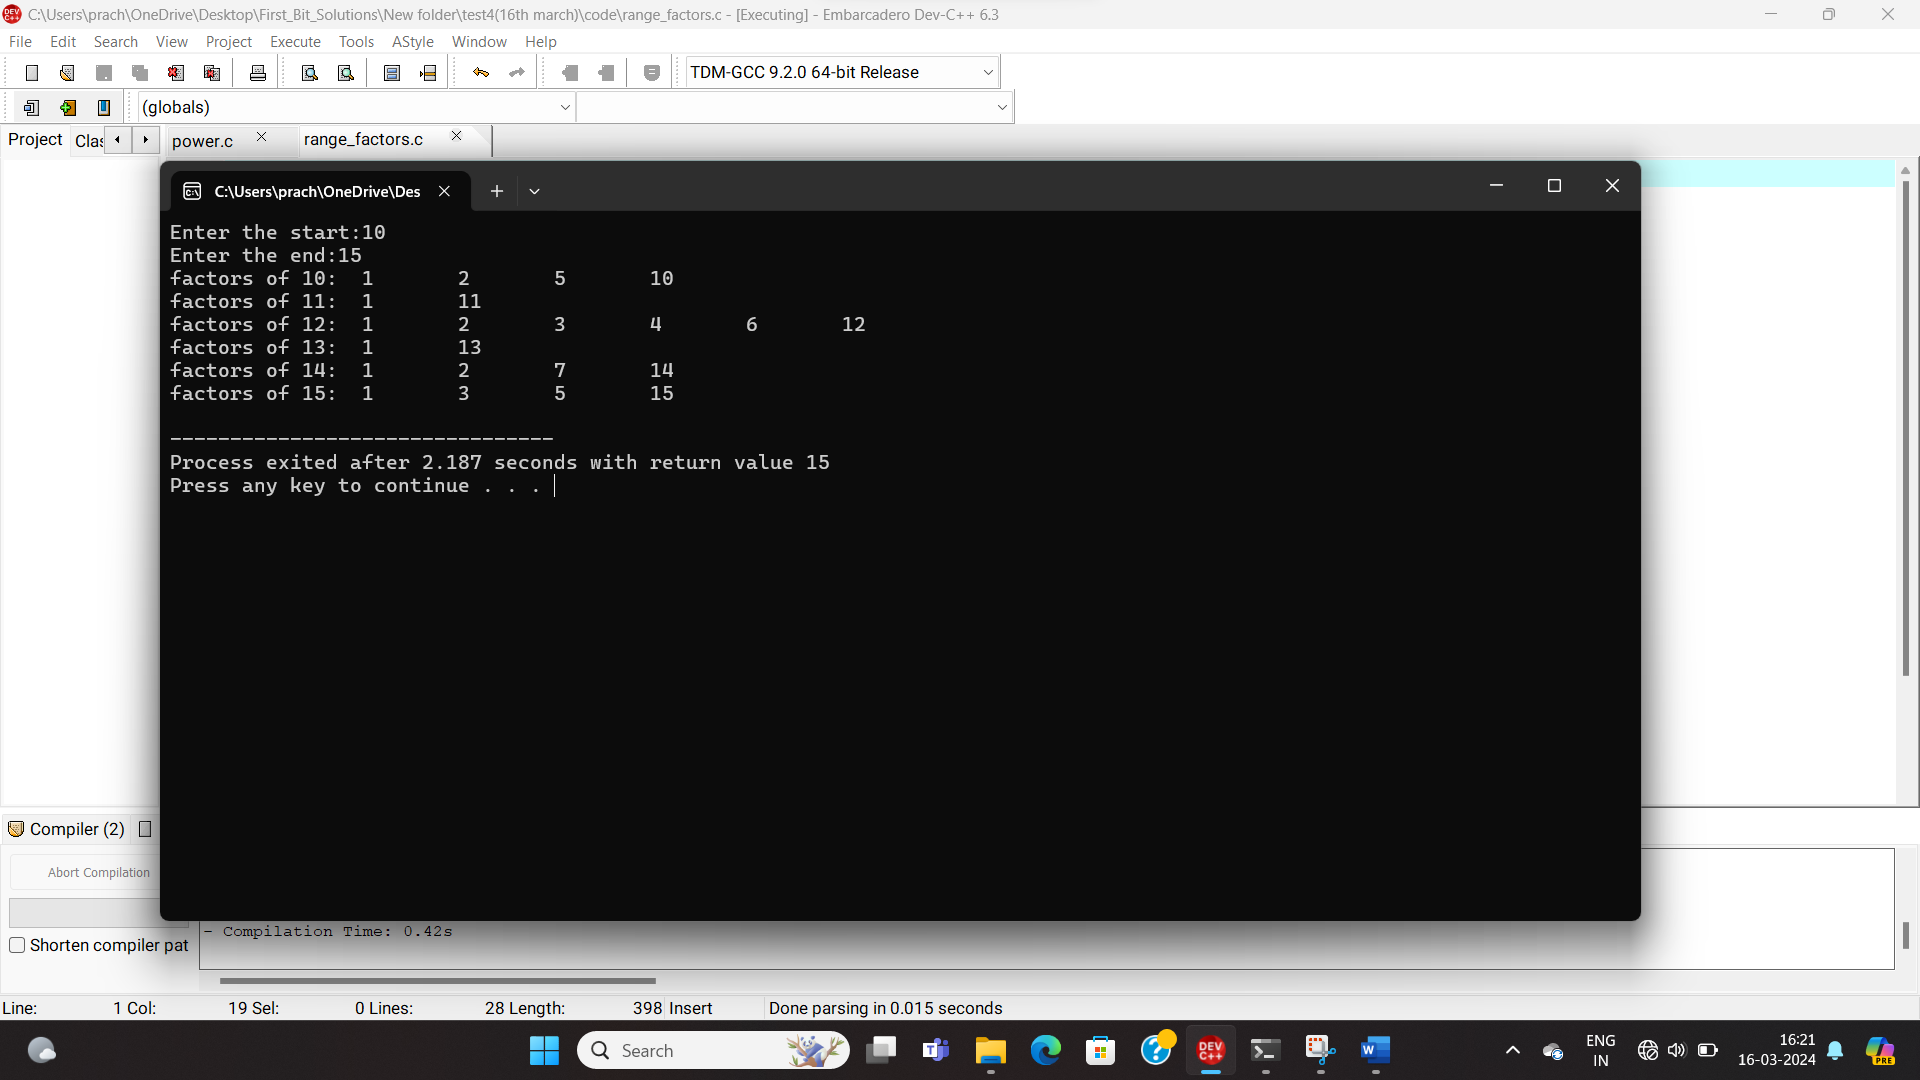 C:\Users\prach\OneDrive\Desktop\First_Bit_Solutions\New folder\test4(16th march)\code\range_factors.c - [Executing] - Embarcadero Dev-C++ 6.3
File Edit Search View Project Execute Tools AStyle Window Help
TDM-GCC 9.2.0 64-bit Release
(globals)
Project Clas power.c range_factors.c
C:\Users\prach\OneDrive\Des
Enter the start:10
Enter the end:15
factors of 10: 1 2 5 10
factors of 11: 1 11
factors of 12: 1 2 3 4 6 12
factors of 13: 1 13
factors of 14: 1 2 7 14
factors of 15: 1 3 5 15
--------------------------------
Process exited after 2.187 seconds with return value 15
Press any key to continue . . .
Compiler (2)
Abort Compilation
- Compilation Time: 0.42s
Shorten compiler pat
Line: 1 Col: 19 Sel: 0 Lines: 28 Length: 398 Insert Done parsing in 0.015 seconds
Search
DEV C++
ENG
IN
16:21
16-03-2024
PRE